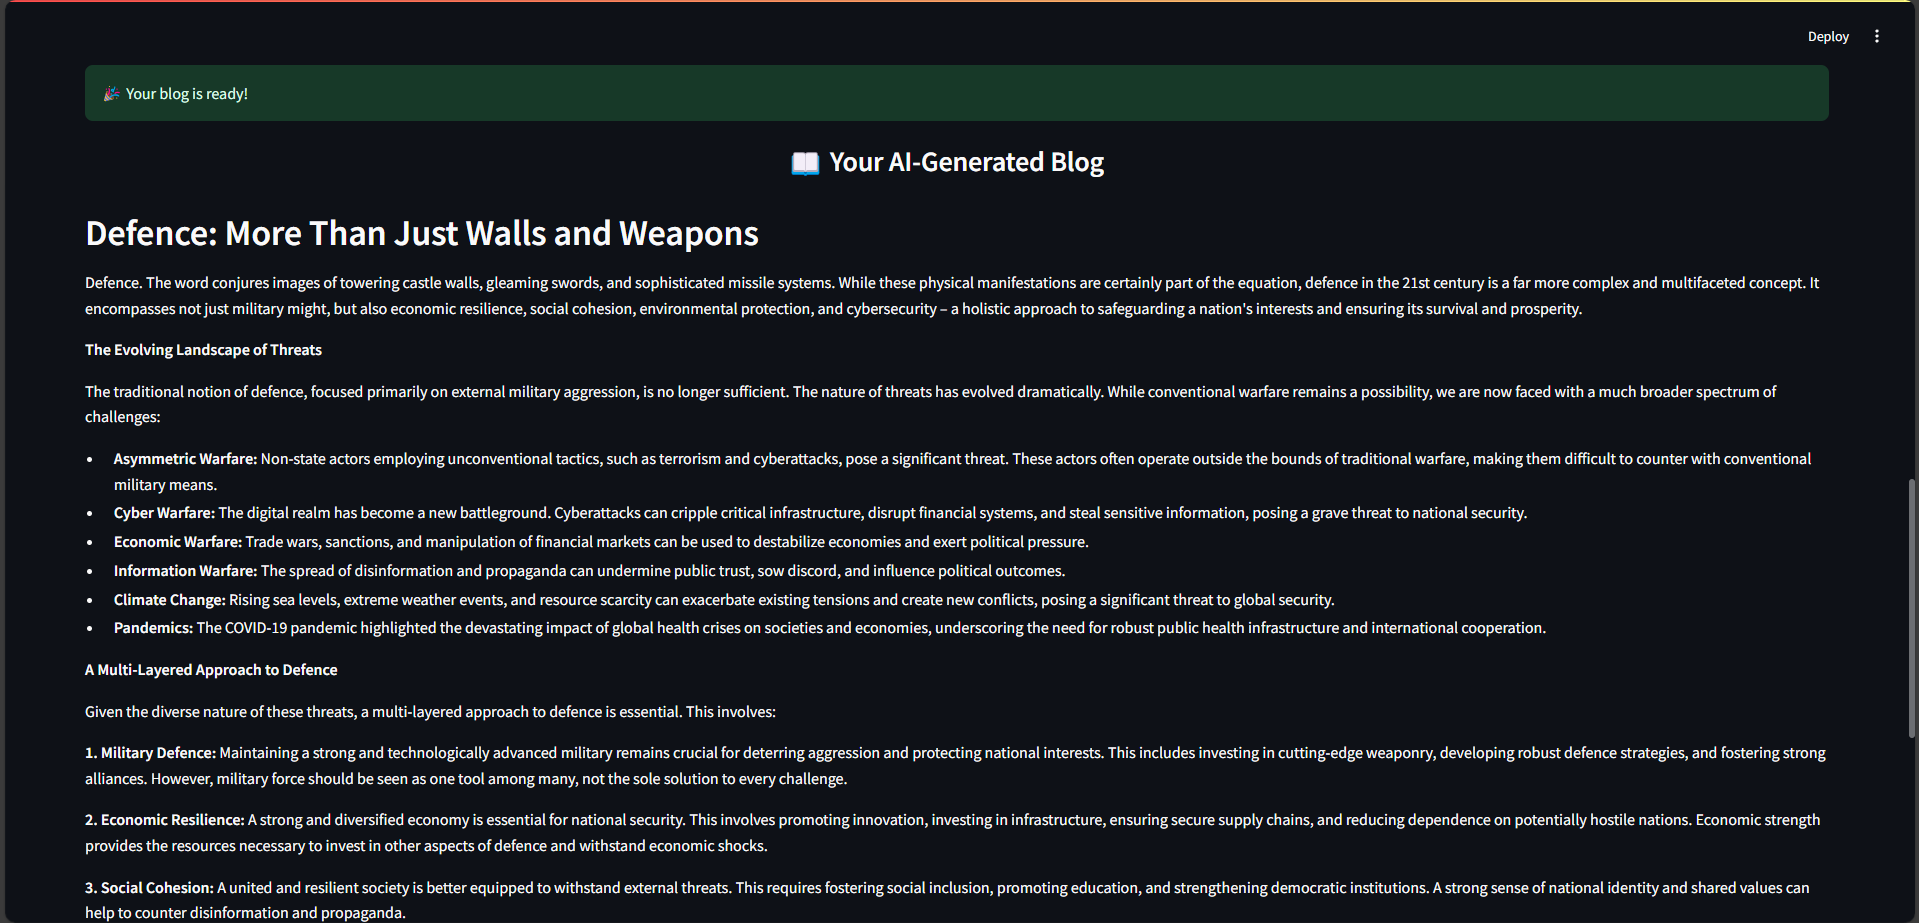 Deploy
🎉 Your blog is ready!
📖 Your AI-Generated Blog
Defence: More Than Just Walls and Weapons
Defence. The word conjures images of towering castle walls, gleaming swords, and sophisticated missile systems. While these physical manifestations are certainly part of the equation, defence in the 21st century is a far more complex and multifaceted concept. It
encompasses not just military might, but also economic resilience, social cohesion, environmental protection, and cybersecurity – a holistic approach to safeguarding a nation's interests and ensuring its survival and prosperity.
The Evolving Landscape of Threats
The traditional notion of defence, focused primarily on external military aggression, is no longer sufficient. The nature of threats has evolved dramatically. While conventional warfare remains a possibility, we are now faced with a much broader spectrum of
challenges:
• Asymmetric Warfare: Non-state actors employing unconventional tactics, such as terrorism and cyberattacks, pose a significant threat. These actors often operate outside the bounds of traditional warfare, making them difficult to counter with conventional
military means.
• Cyber Warfare: The digital realm has become a new battleground. Cyberattacks can cripple critical infrastructure, disrupt financial systems, and steal sensitive information, posing a grave threat to national security.
• Economic Warfare: Trade wars, sanctions, and manipulation of financial markets can be used to destabilize economies and exert political pressure.
• Information Warfare: The spread of disinformation and propaganda can undermine public trust, sow discord, and influence political outcomes.
• Climate Change: Rising sea levels, extreme weather events, and resource scarcity can exacerbate existing tensions and create new conflicts, posing a significant threat to global security.
• Pandemics: The COVID-19 pandemic highlighted the devastating impact of global health crises on societies and economies, underscoring the need for robust public health infrastructure and international cooperation.
A Multi-Layered Approach to Defence
Given the diverse nature of these threats, a multi-layered approach to defence is essential. This involves:
1. Military Defence: Maintaining a strong and technologically advanced military remains crucial for deterring aggression and protecting national interests. This includes investing in cutting-edge weaponry, developing robust defence strategies, and fostering strong
alliances. However, military force should be seen as one tool among many, not the sole solution to every challenge.
2. Economic Resilience: A strong and diversified economy is essential for national security. This involves promoting innovation, investing in infrastructure, ensuring secure supply chains, and reducing dependence on potentially hostile nations. Economic strength
provides the resources necessary to invest in other aspects of defence and withstand economic shocks.
3. Social Cohesion: A united and resilient society is better equipped to withstand external threats. This requires fostering social inclusion, promoting education, and strengthening democratic institutions. A strong sense of national identity and shared values can
help to counter disinformation and propaganda.